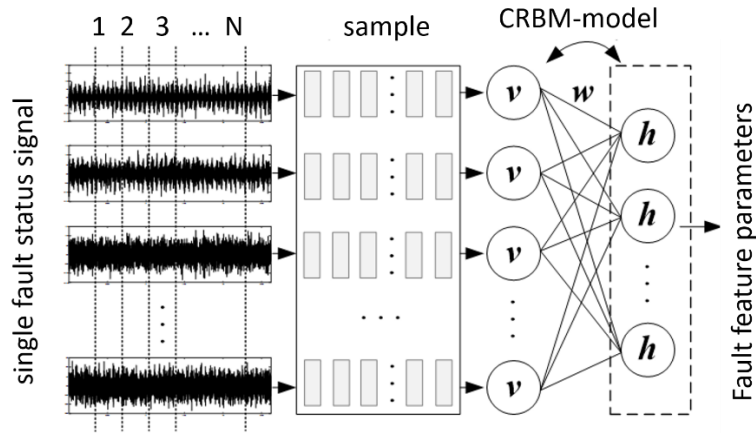 1 2 3 ... N
sample
CRBM-model
single fault status signal
v
w
h
v
h
v
h
v
Fault feature parameters